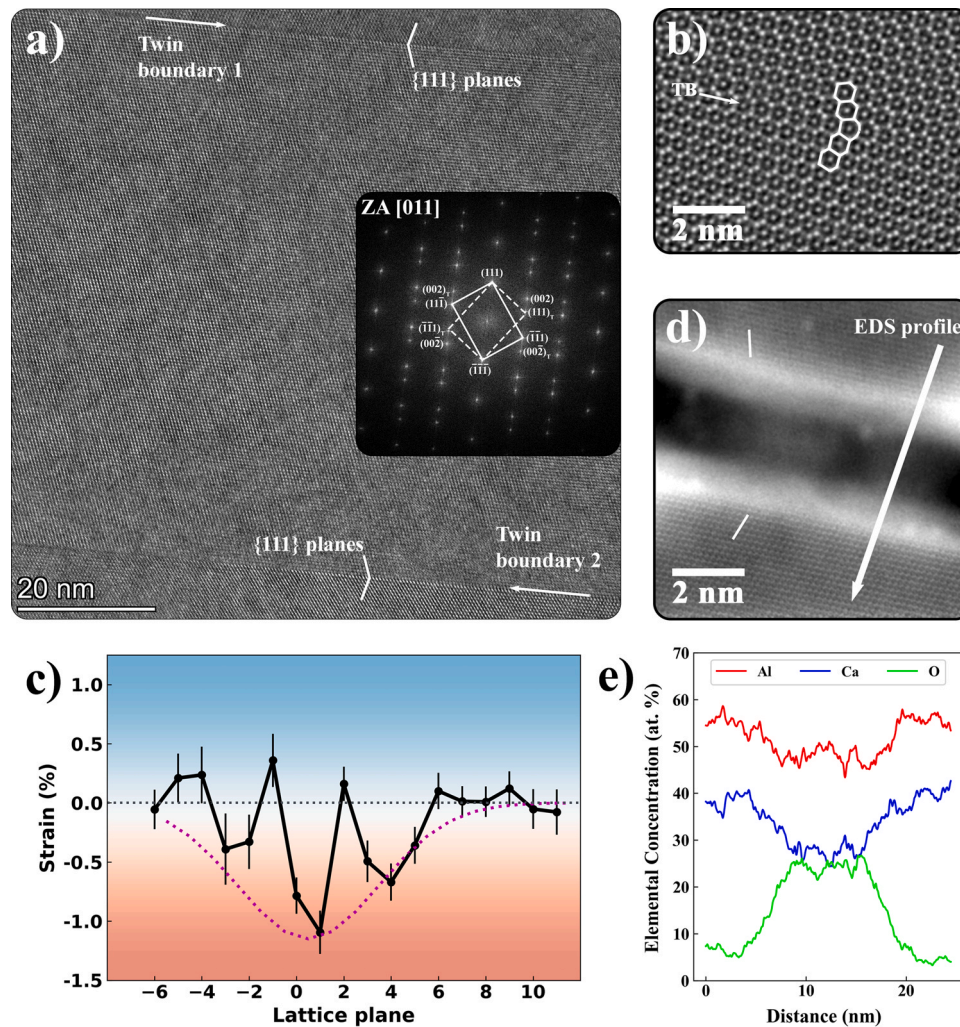 a)
Twin
boundary 1
{111} planes
ZA [011]
(111)
(002)T
(111̄)
(1̄1̄1)T
(002̄)
(002)
(111)T
(1̄1̄1)
(002̄)T
(1̄1̄1̄)
{111} planes
Twin
boundary 2
20 nm
b)
TB
2 nm
d)
EDS profile
2 nm
c)
Strain (%)
1.0
0.5
0.0
-0.5
-1.0
-1.5
−6 −4 −2 0 2 4 6 8 10
Lattice plane
e)
Al Ca O
Elemental Concentration (at. %)
70
60
50
40
30
20
10
0
0 10 20
Distance (nm)